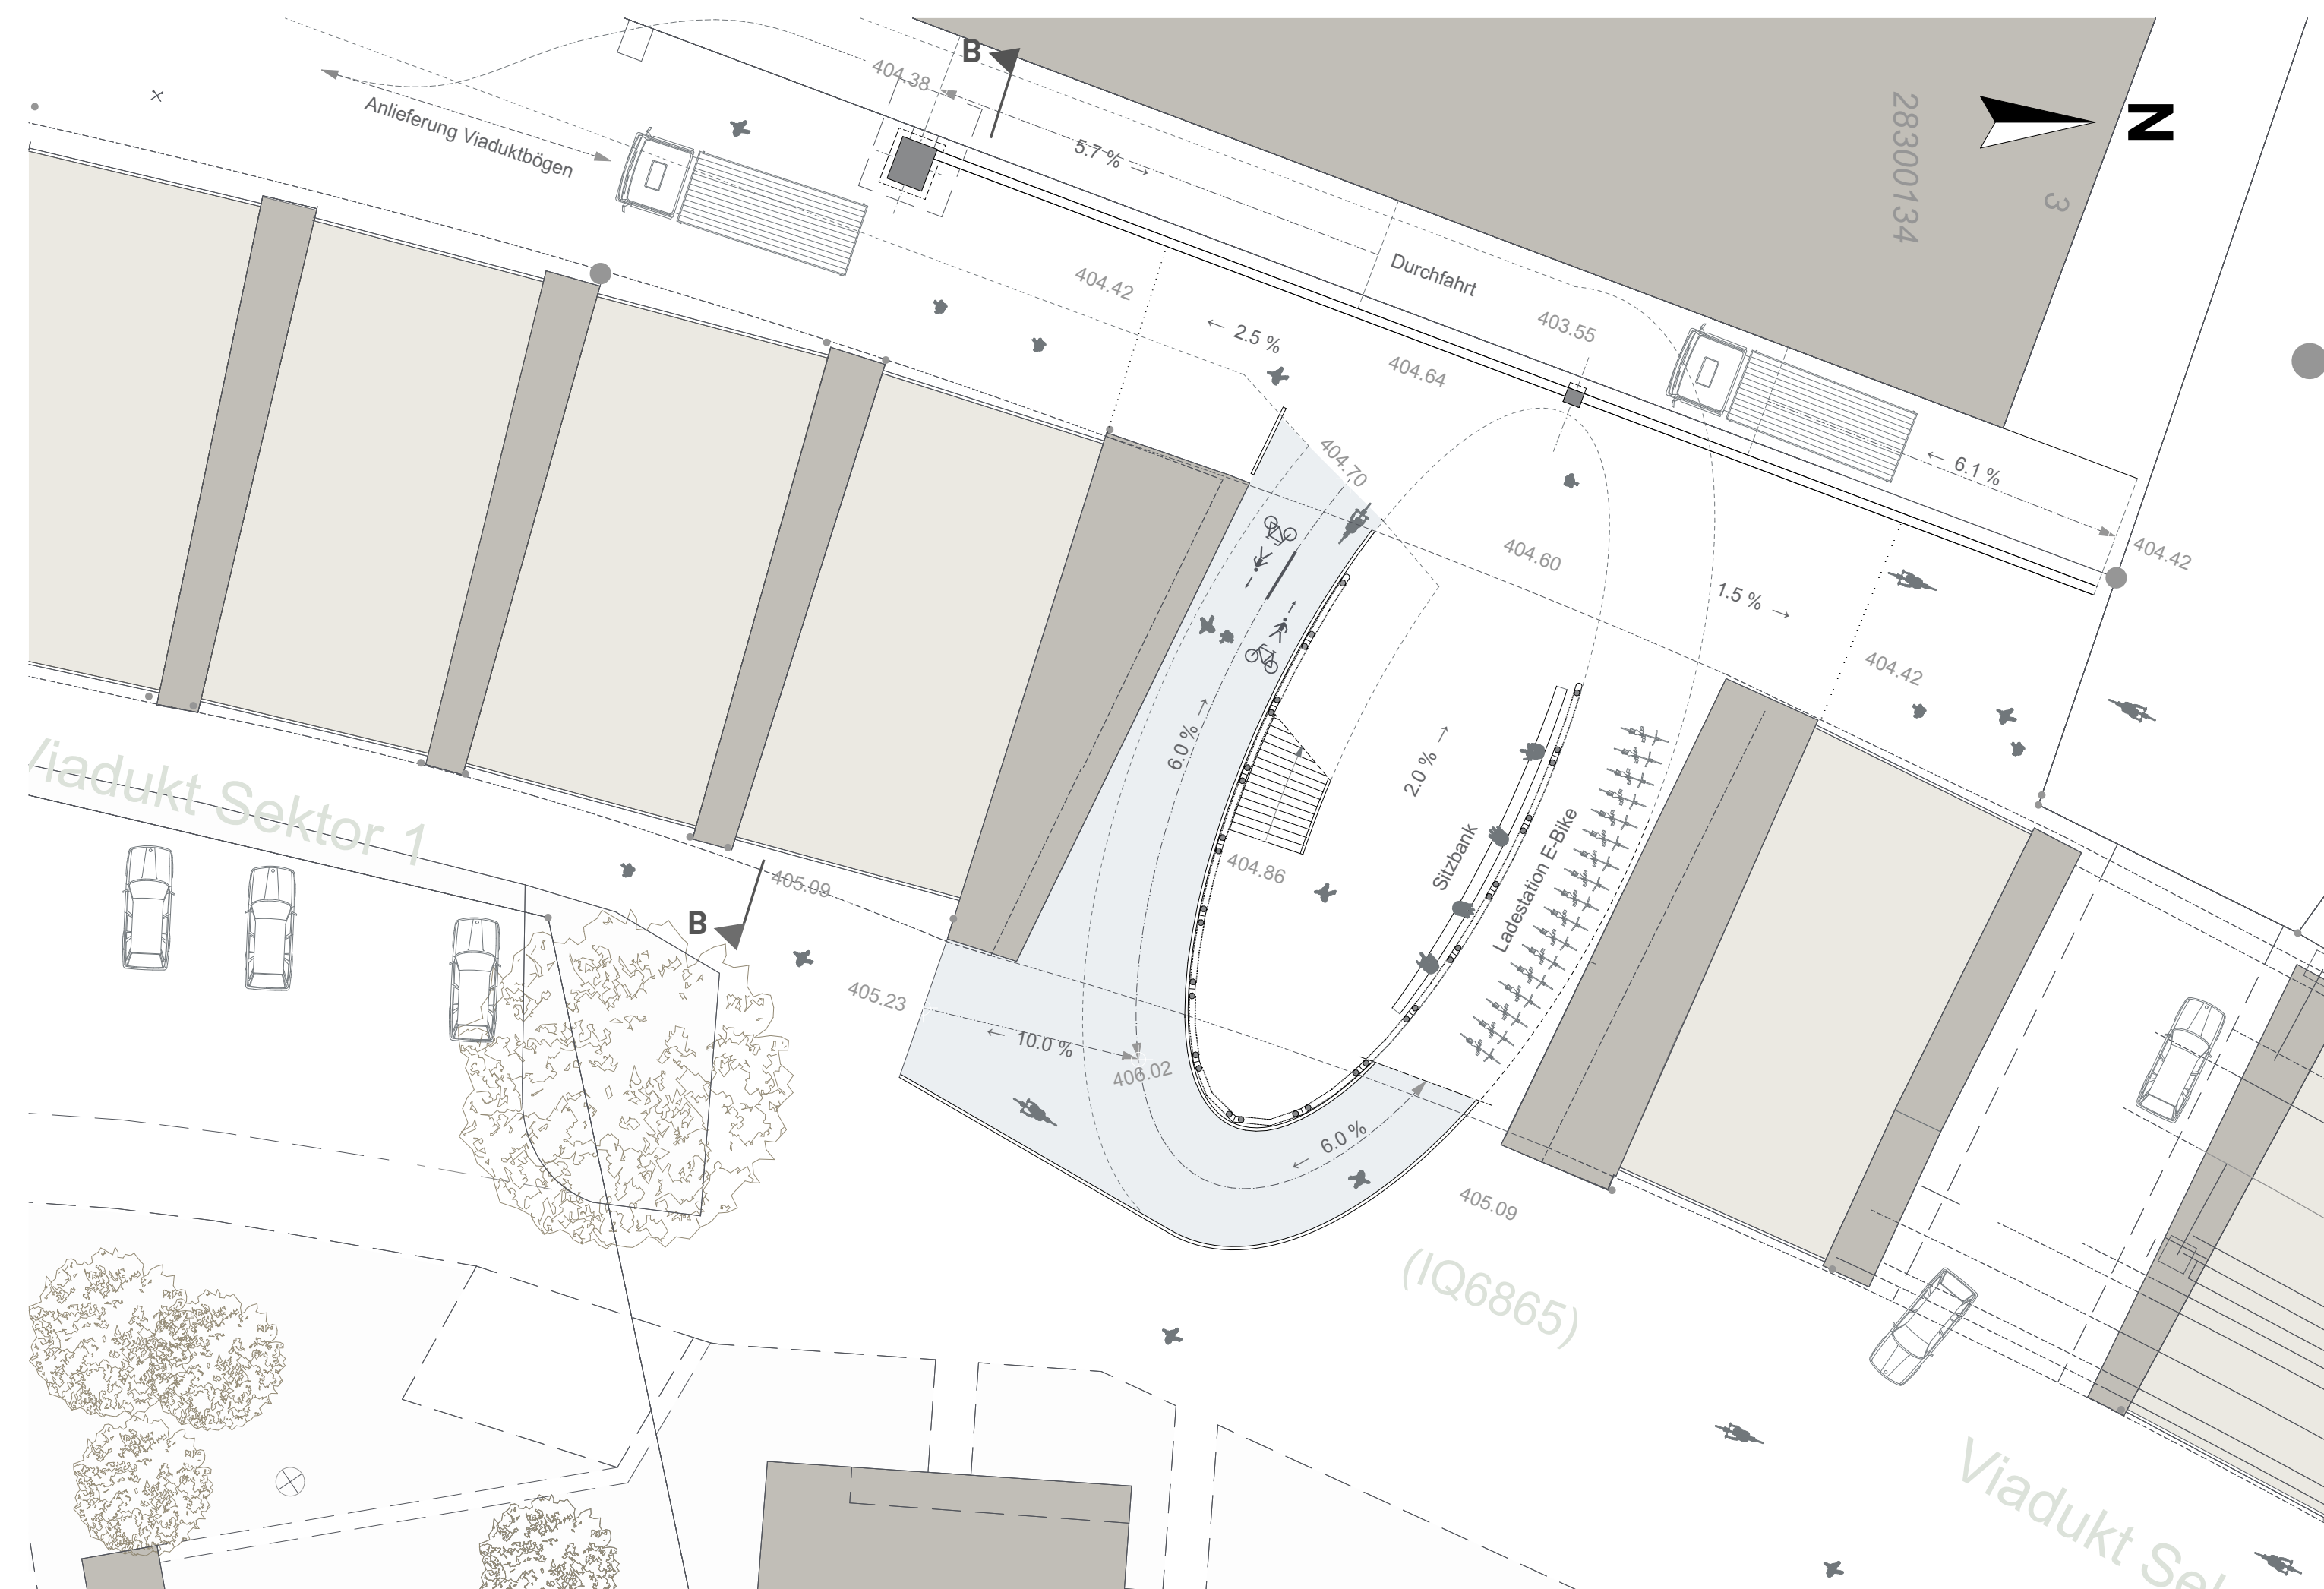 B
404.38
N
28300134
3
Anlieferung Viaduktbögen
5.7 % →
Durchfahrt
404.42
← 2.5 %
403.55
404.64
404.70
← 6.1 %
404.42
404.60
1.5 % →
404.42
6.0 % →
2.0 % →
Viadukt Sektor 1
404.86
Sitzbank
Ladestation E-Bike
405.09
B
405.23
← 10.0 %
406.02
← 6.0 %
405.09
(IQ6865)
Viadukt